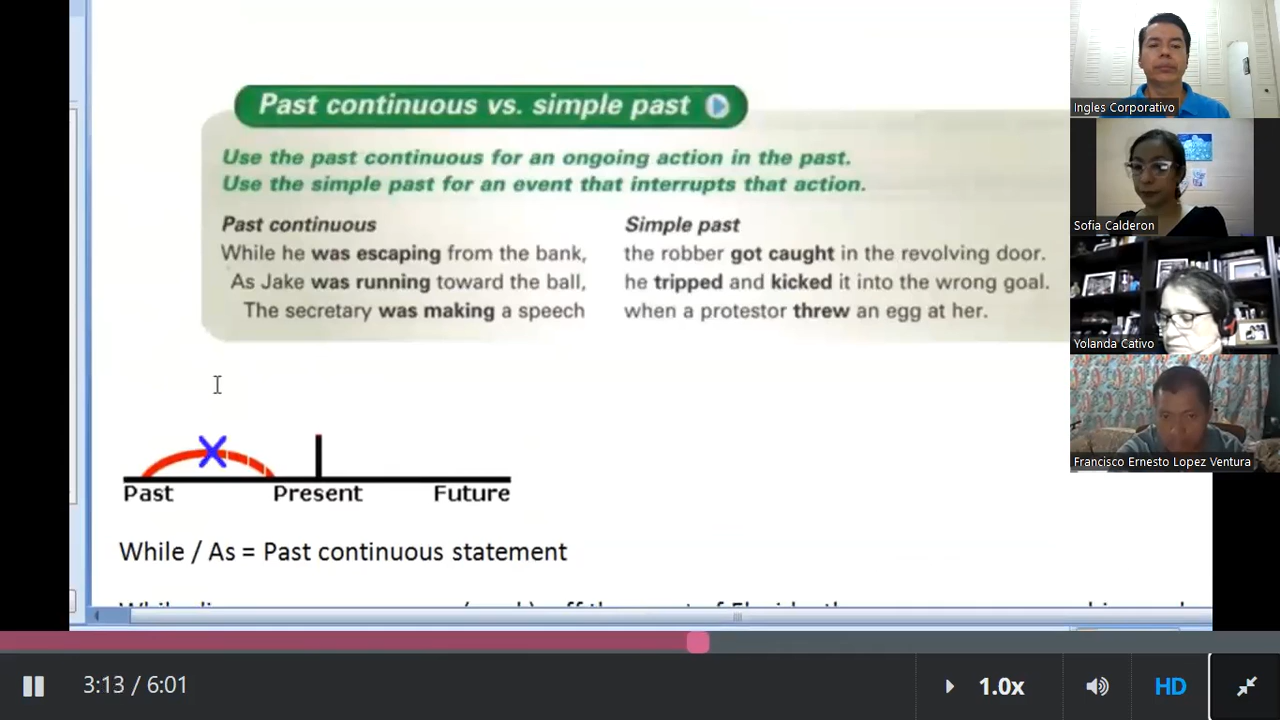 Past continuous vs. simple past
Use the past continuous for an ongoing action in the past.
Use the simple past for an event that interrupts that action.
Past continuous Simple past
While he was escaping from the bank, the robber got caught in the revolving door.
As Jake was running toward the ball, he tripped and kicked it into the wrong goal.
The secretary was making a speech when a protestor threw an egg at her.
Past Present Future
While / As = Past continuous statement
Ingles Corporativo
Sofia Calderon
Yolanda Cativo
Francisco Ernesto Lopez Ventura
3:13 / 6:01
1.0x
HD